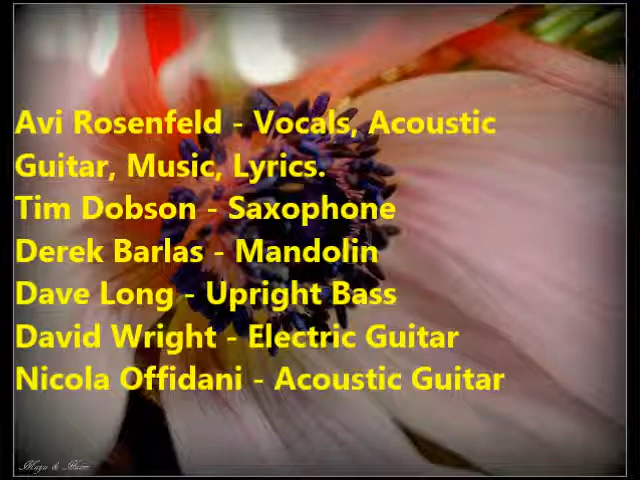 Avi Rosenfeld - Vocals, Acoustic
Guitar, Music, Lyrics.
Tim Dobson - Saxophone
Derek Barlas - Mandolin
Dave Long - Upright Bass
David Wright - Electric Guitar
Nicola Offidani - Acoustic Guitar